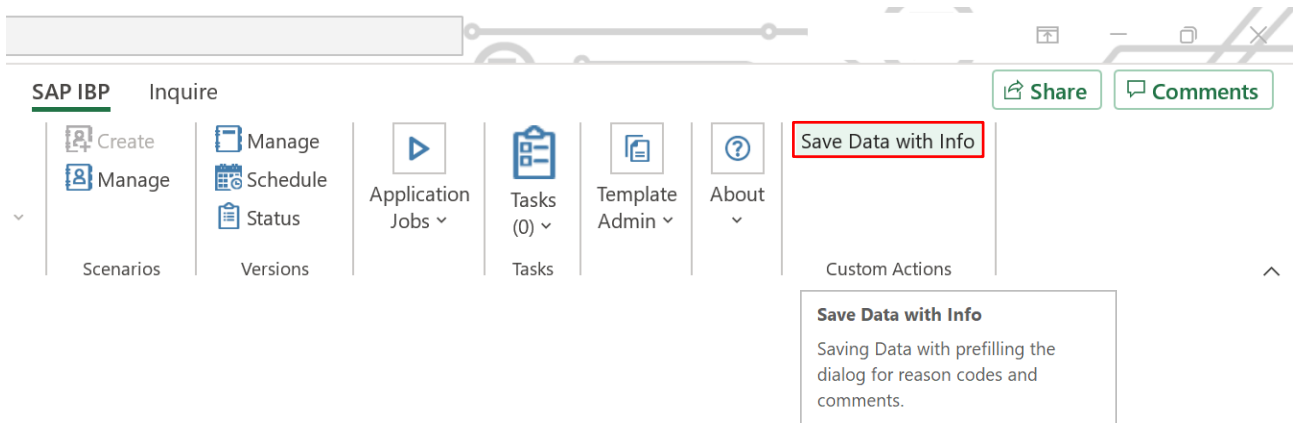 SAP IBP
Inquire
Share
Comments
Create
Manage
Scenarios
Manage
Schedule
Status
Versions
Application
Jobs
Tasks
(0)
Tasks
Template
Admin
About
Save Data with Info
Custom Actions
Save Data with Info
Saving Data with prefilling the
dialog for reason codes and
comments.